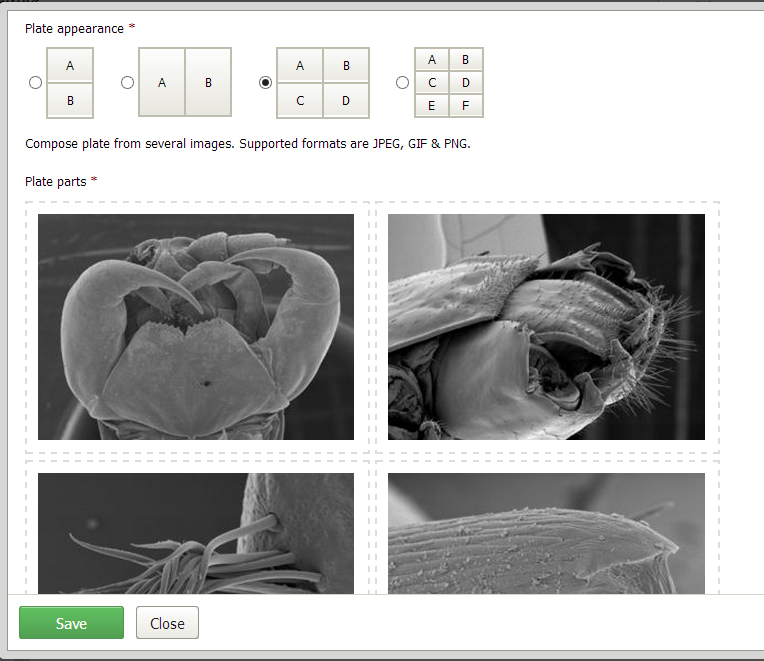 Plate appearance *
A
B
A B
A B
C D
A B
C D
E F
Compose plate from several images. Supported formats are JPEG, GIF & PNG.
Plate parts *
Save Close